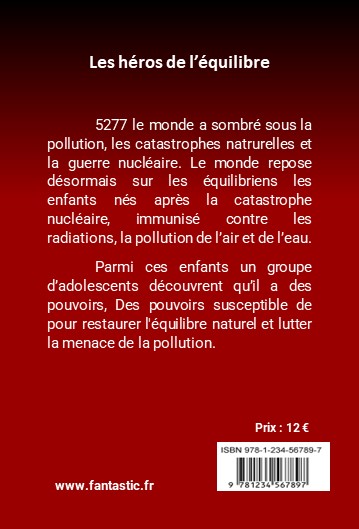 Les héros de l’équilibre
5277 le monde a sombré sous la
pollution, les catastrophes natrurelles et
la guerre nucléaire. Le monde repose
désormais sur les équilibriens les
enfants nés après la catastrophe
nucléaire, immunisé contre les
radiations, la pollution de l’air et de l’eau.
Parmi ces enfants un groupe
d’adolescents découvrent qu’il a des
pouvoirs, Des pouvoirs susceptible de
pour restaurer l'équilibre naturel et lutter
la menace de la pollution.
Prix : 12 €
ISBN 978-1-234-56789-7
9 781234 567897
www.fantastic.fr